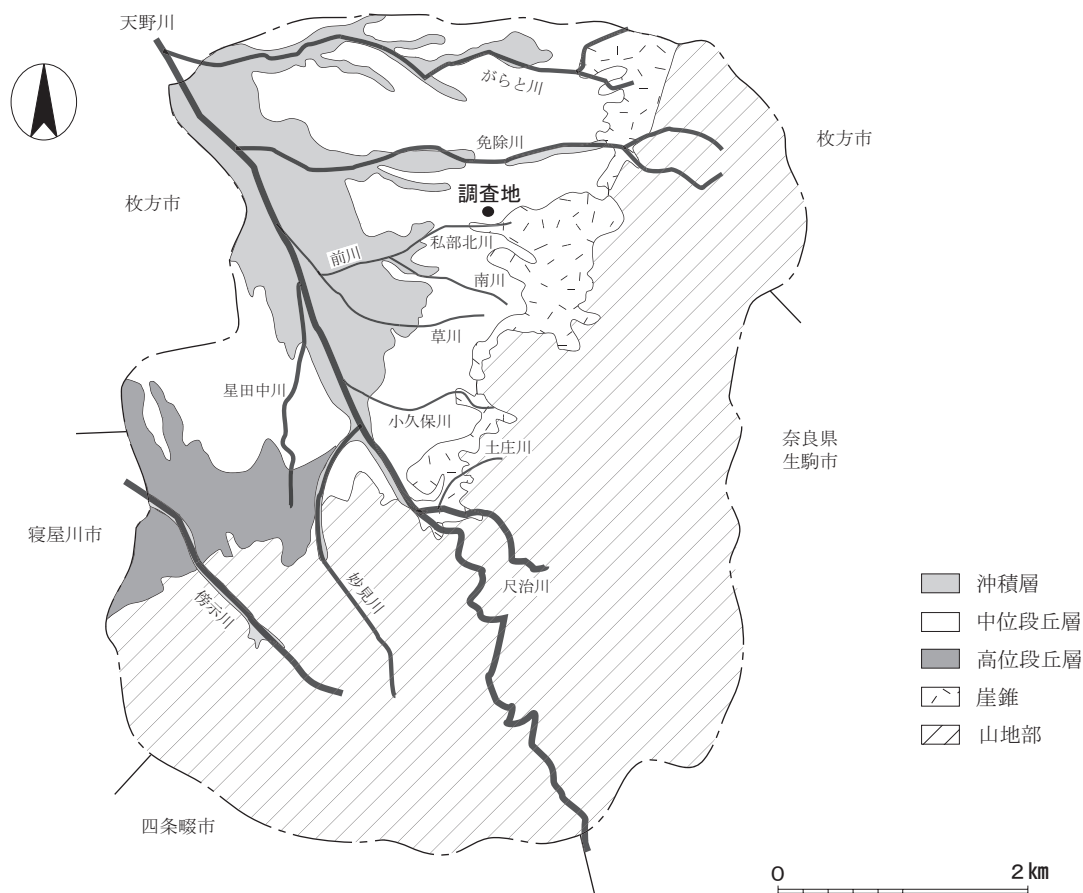 天野川
がらと川
免除川
枚方市
枚方市
調査地
私部北川
前川
南川
草川
星田中川
小久保川
土庄川
奈良県
生駒市
寝屋川市
尺治川
妙見川
傍示川
沖積層
中位段丘層
高位段丘層
崖錐
山地部
四条畷市
0 2㎞